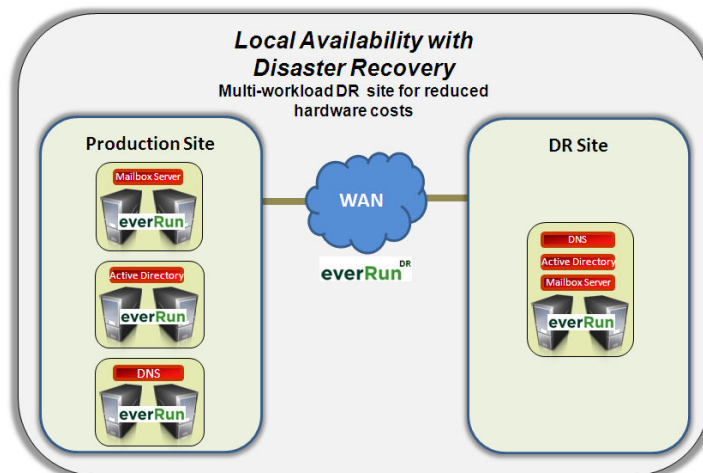 Local Availability with
Disaster Recovery
Multi-workload DR site for reduced
hardware costs
Production Site
Mailbox Server
everRun
Active Directory
everRun
DNS
everRun
WAN
everRun DR
DR Site
DNS
Active Directory
Mailbox Server
everRun